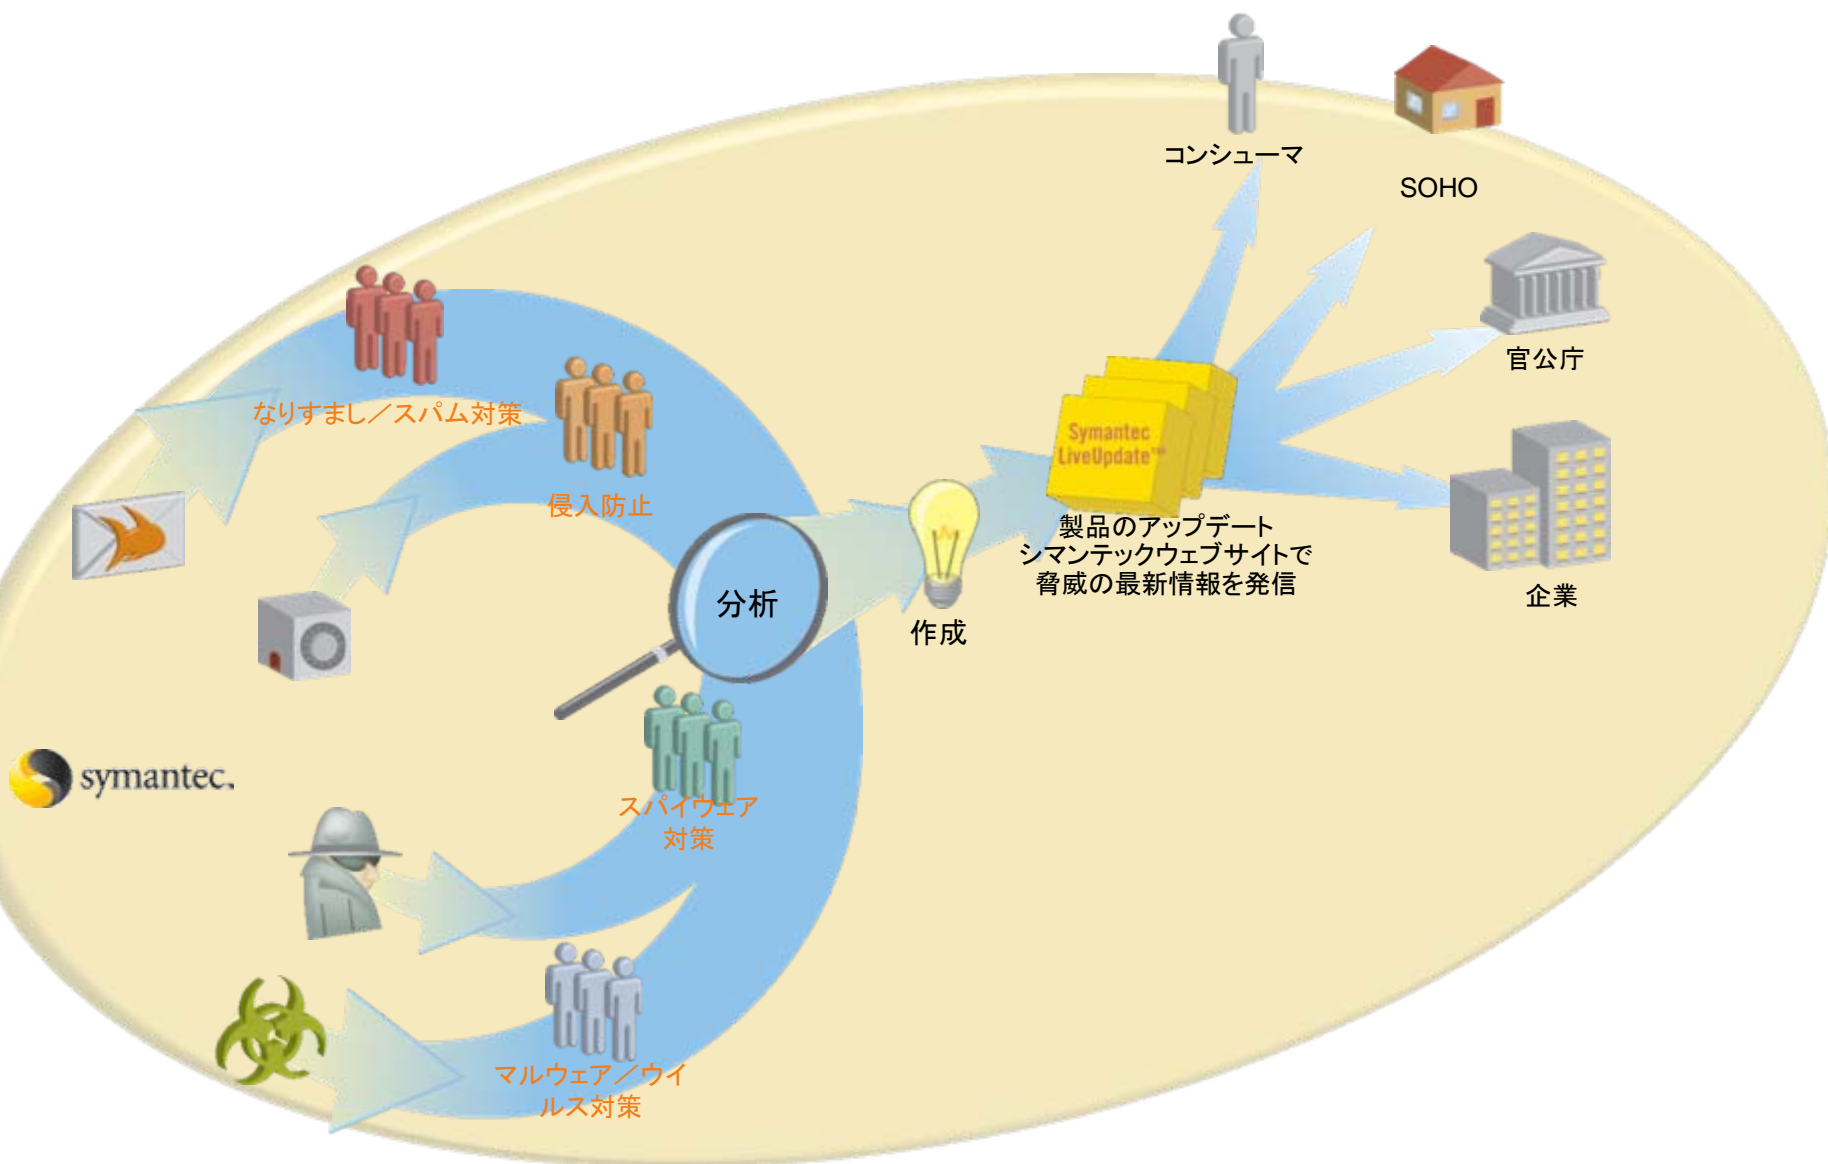 コンシューマ
SOHO
官公庁
なりすまし／スパム対策
侵入防止
Symantec
LiveUpdate™
製品のアップデート
シマンテックウェブサイトで
脅威の最新情報を発信
企業
分析
作成
symantec.
スパイウェア
対策
マルウェア／ウイ
ルス対策